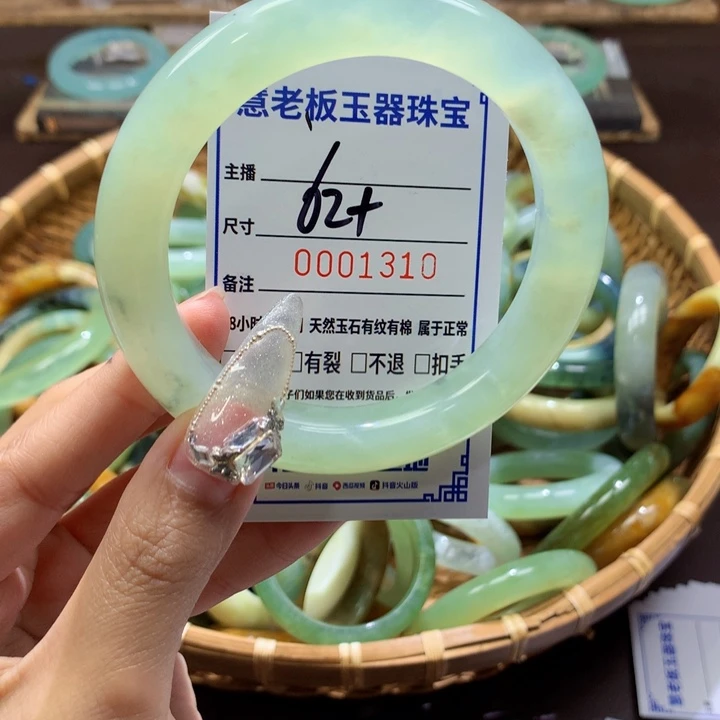 慧老板玉器珠宝
主播
62+
尺寸
0001310
备注
天然玉石有纹有棉 属于正常
□有裂 □不退 □扣手
子们如果您在收到货品后
今日头条 抖音 西瓜视频 抖音火山版